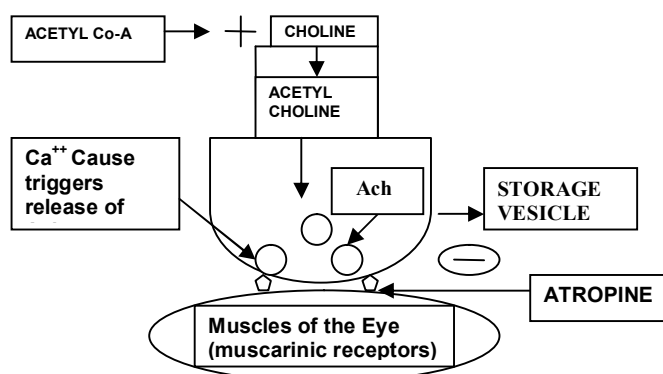 ACETYL Co-A
+
CHOLINE
ACETYL
CHOLINE
Ca++ Cause
triggers
release of
Ach
STORAGE
VESICLE
ATROPINE
Muscles of the Eye
(muscarinic receptors)